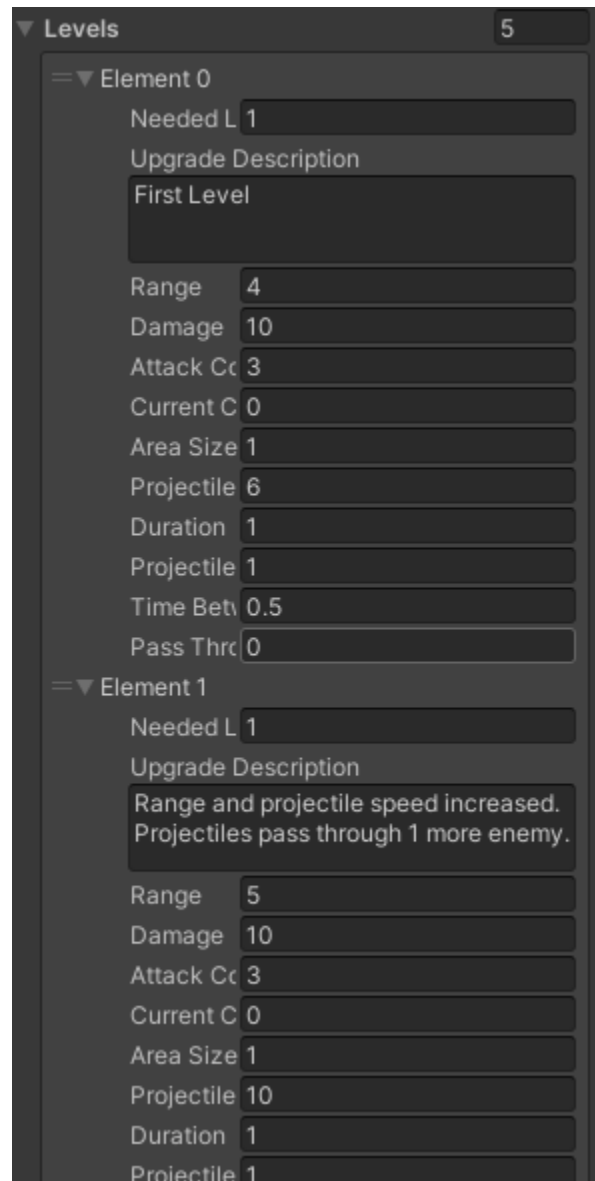 Levels 5
Element 0
Needed L 1
Upgrade Description
First Level
Range 4
Damage 10
Attack Co 3
Current C 0
Area Size 1
Projectile 6
Duration 1
Projectile 1
Time Betw 0.5
Pass Thro 0
Element 1
Needed L 1
Upgrade Description
Range and projectile speed increased.
Projectiles pass through 1 more enemy.
Range 5
Damage 10
Attack Co 3
Current C 0
Area Size 1
Projectile 10
Duration 1
Projectile 1